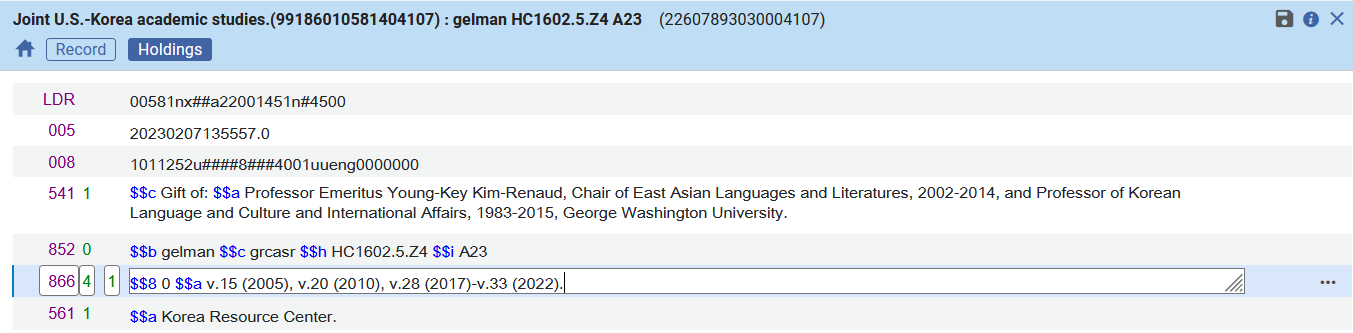 Joint U.S.-Korea academic studies.(99186010581404107) : gelman HC1602.5.Z4 A23 (22607893030004107)
Record Holdings
LDR 00581nx##a22001451n#4500
005 20230207135557.0
008 1011252u####8###4001uueng0000000
541 1 $$c Gift of: $$a Professor Emeritus Young-Key Kim-Renaud, Chair of East Asian Languages and Literatures, 2002-2014, and Professor of Korean
Language and Culture and International Affairs, 1983-2015, George Washington University.
852 0 $$b gelman $$c grcasr $$h HC1602.5.Z4 $$i A23
866 4 1 $$8 0 $$a v.15 (2005), v.20 (2010), v.28 (2017)-v.33 (2022).
561 1 $$a Korea Resource Center.